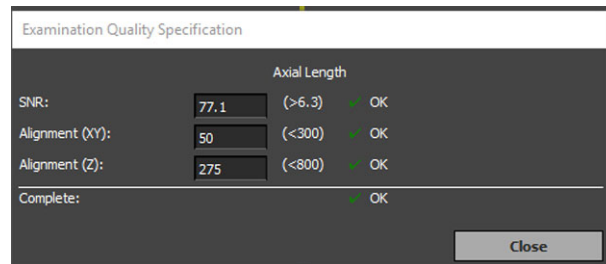 Examination Quality Specification
Axial Length
SNR: 77.1 (>6.3) ✓ OK
Alignment (XY): 50 (<300) ✓ OK
Alignment (Z): 275 (<800) ✓ OK
Complete: ✓ OK
Close